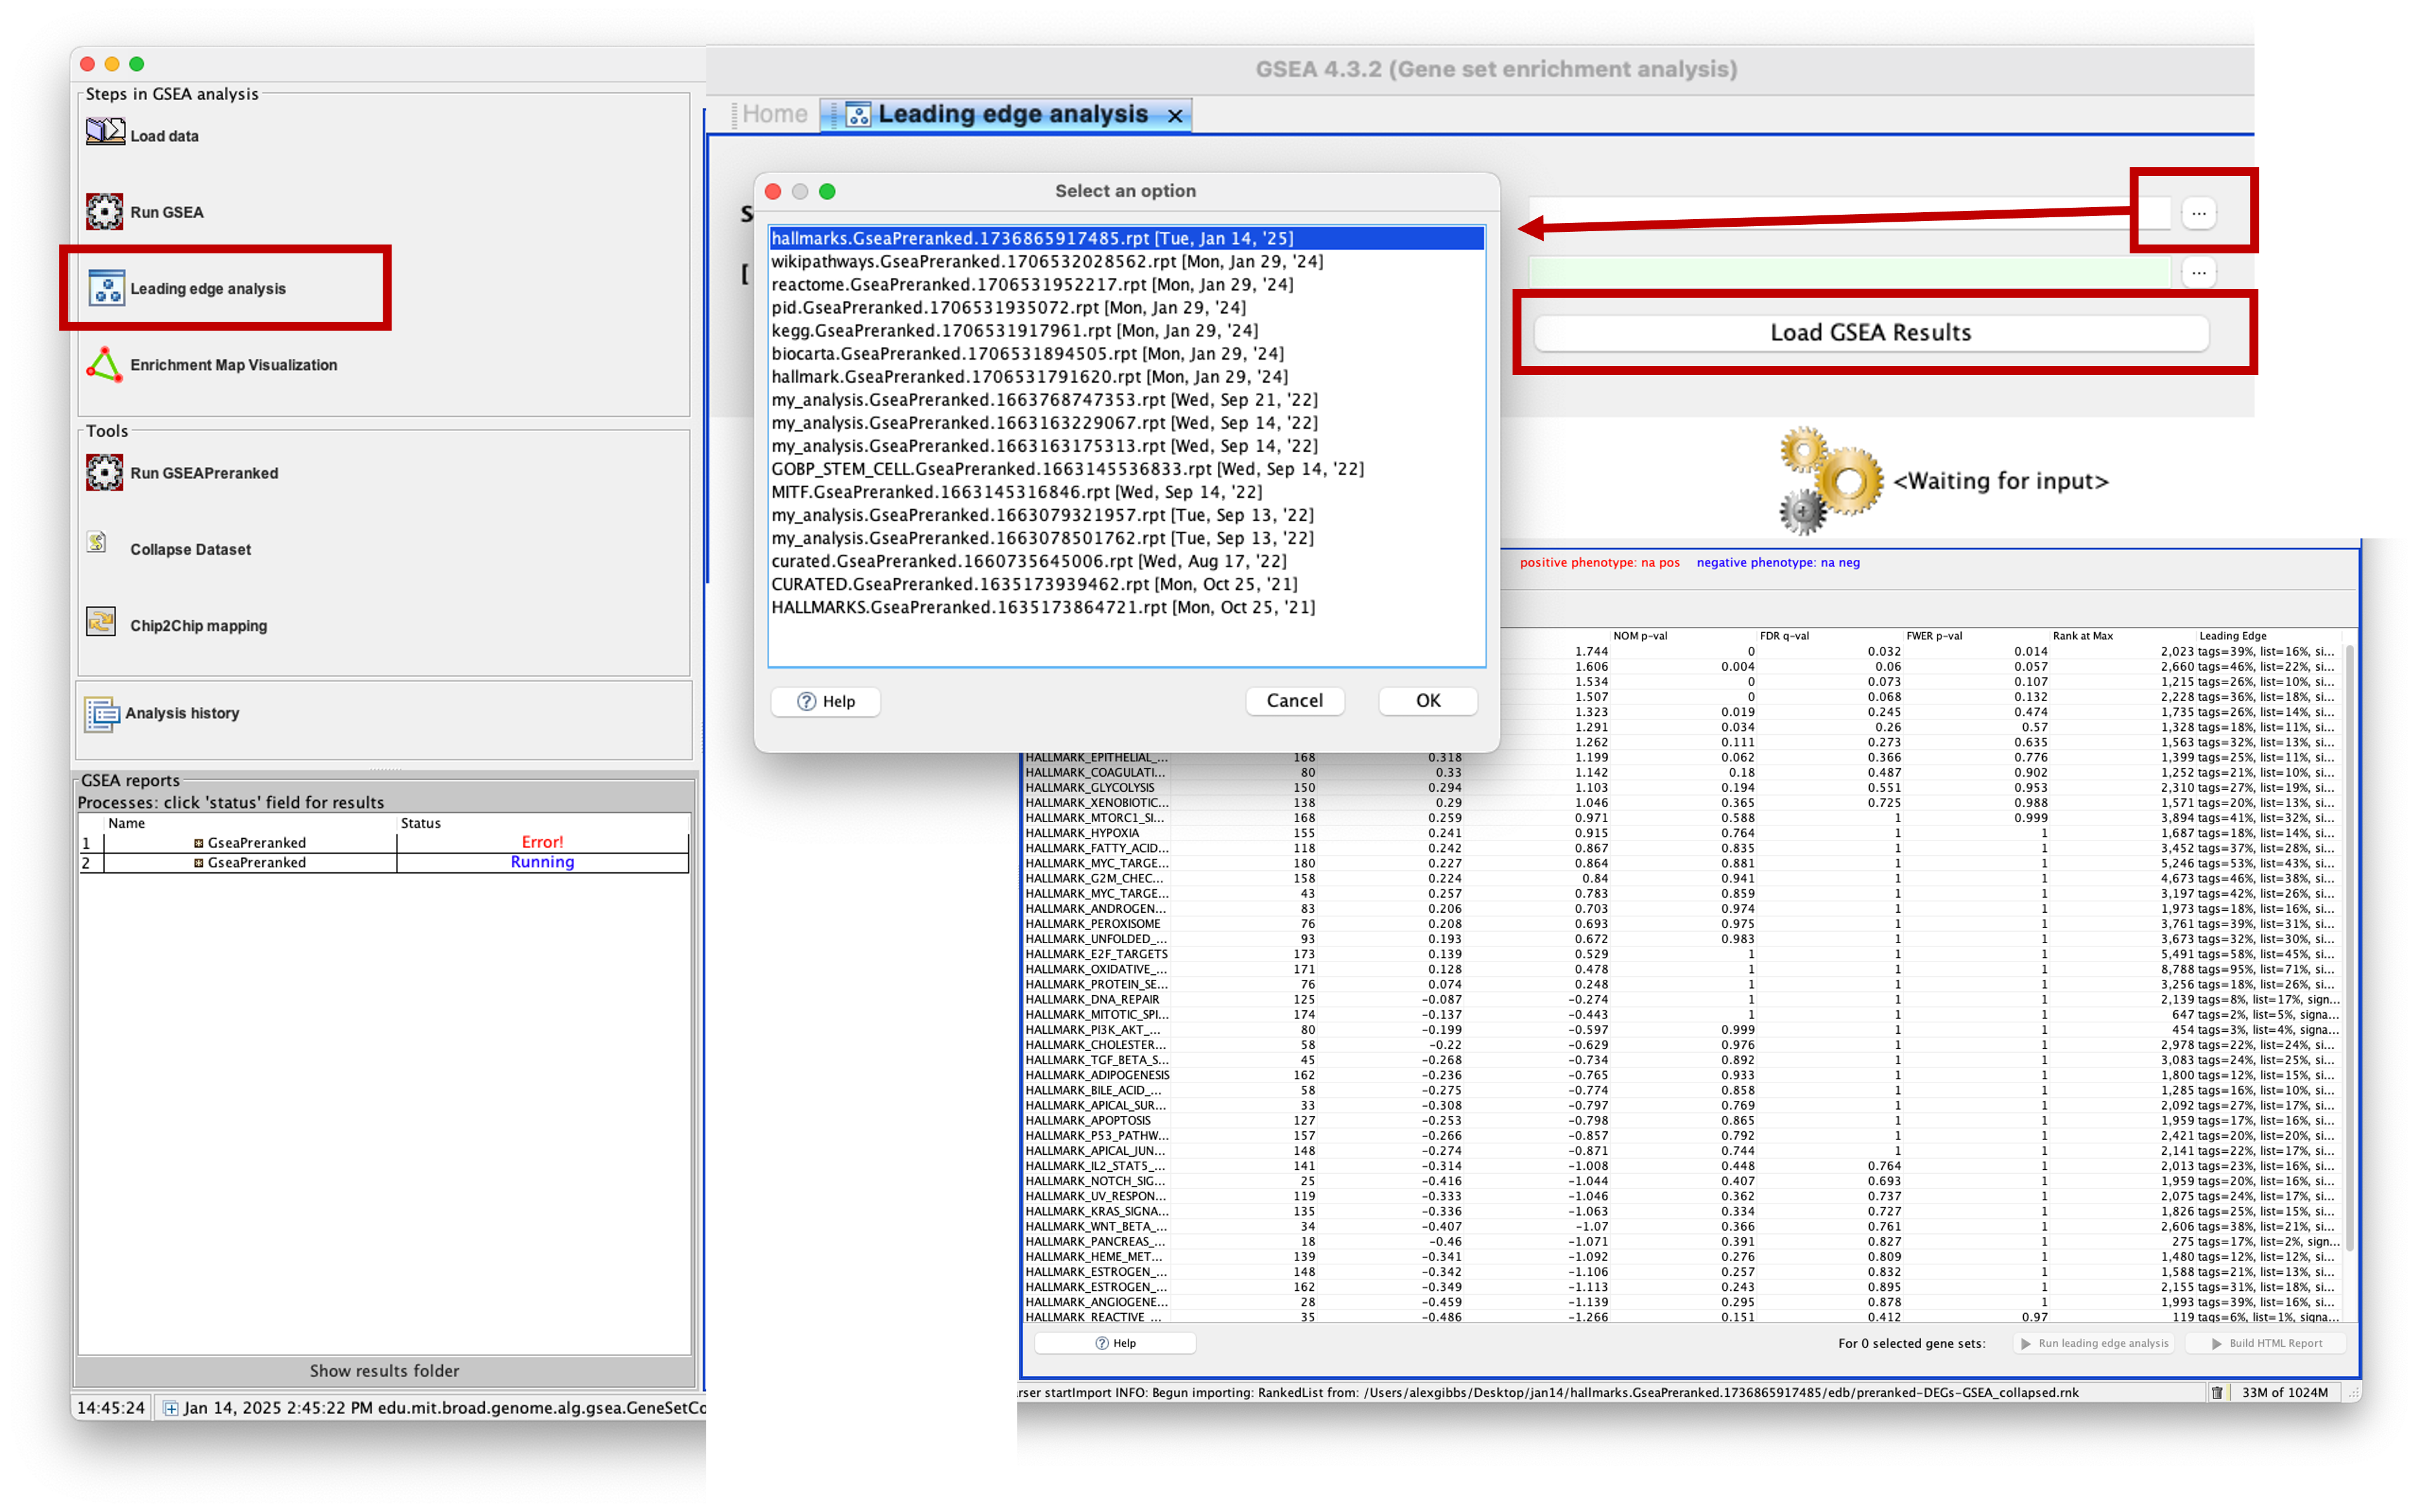 Steps in GSEA analysis
Load data
Run GSEA
Leading edge analysis
Enrichment Map Visualization
Tools
Run GSEAPreranked
Collapse Dataset
Chip2Chip mapping
Analysis history
GSEA reports
Processes: click 'status' field for results
Name Status
1 GseaPreranked Error!
2 GseaPreranked Running
Show results folder
14:45:24 Jan 14, 2025 2:45:22 PM edu.mit.broad.genome.alg.gsea.GeneSetCo
GSEA 4.3.2 (Gene set enrichment analysis)
Home Leading edge analysis ×
S
[
...
...
Load GSEA Results
<Waiting for input>
Select an option
hallmarks.GseaPreranked.1736865917485.rpt [Tue, Jan 14, '25]
wikipathways.GseaPreranked.1706532028562.rpt [Mon, Jan 29, '24]
reactome.GseaPreranked.1706531952217.rpt [Mon, Jan 29, '24]
pid.GseaPreranked.1706531935072.rpt [Mon, Jan 29, '24]
kegg.GseaPreranked.1706531917961.rpt [Mon, Jan 29, '24]
biocarta.GseaPreranked.1706531894505.rpt [Mon, Jan 29, '24]
hallmark.GseaPreranked.1706531791620.rpt [Mon, Jan 29, '24]
my_analysis.GseaPreranked.1663768747353.rpt [Wed, Sep 21, '22]
my_analysis.GseaPreranked.1663163229067.rpt [Wed, Sep 14, '22]
my_analysis.GseaPreranked.1663163175313.rpt [Wed, Sep 14, '22]
GOBP_STEM_CELL.GseaPreranked.1663145536833.rpt [Wed, Sep 14, '22]
MITF.GseaPreranked.1663145316846.rpt [Wed, Sep 14, '22]
my_analysis.GseaPreranked.1663079321957.rpt [Tue, Sep 13, '22]
my_analysis.GseaPreranked.1663078501762.rpt [Tue, Sep 13, '22]
curated.GseaPreranked.1660735645006.rpt [Wed, Aug 17, '22]
CURATED.GseaPreranked.1635173939462.rpt [Mon, Oct 25, '21]
HALLMARKS.GseaPreranked.1635173864721.rpt [Mon, Oct 25, '21]
Help Cancel OK
positive phenotype: na pos negative phenotype: na neg
NOM p-val FDR q-val FWER p-val Rank at Max Leading Edge
1.744 0 0.032 0.014 2,023 tags=39%, list=16%, si...
1.606 0.004 0.06 0.057 2,660 tags=46%, list=22%, si...
1.534 0 0.073 0.107 1,215 tags=26%, list=10%, si...
1.507 0 0.068 0.132 2,228 tags=36%, list=18%, si...
1.323 0.019 0.245 0.474 1,735 tags=26%, list=14%, si...
1.291 0.034 0.26 0.57 1,328 tags=18%, list=11%, si...
1.262 0.111 0.273 0.635 1,563 tags=32%, list=13%, si...
HALLMARK_EPITHELIAL_... 168 0.318 1.199 0.062 0.366 0.776 1,399 tags=25%, list=11%, si...
HALLMARK_COAGULATI... 80 0.33 1.142 0.18 0.487 0.902 1,252 tags=21%, list=10%, si...
HALLMARK_GLYCOLYSIS 150 0.294 1.103 0.194 0.551 0.953 2,310 tags=27%, list=19%, si...
HALLMARK_XENOBIOTIC... 138 0.29 1.046 0.365 0.725 0.988 1,571 tags=20%, list=13%, si...
HALLMARK_MTORC1_SI... 168 0.259 0.971 0.588 1 0.999 3,894 tags=41%, list=32%, si...
HALLMARK_HYPOXIA 155 0.241 0.915 0.764 1 1 1,687 tags=18%, list=14%, si...
HALLMARK_FATTY_ACID... 118 0.242 0.867 0.835 1 1 3,452 tags=37%, list=28%, si...
HALLMARK_MYC_TARGE... 180 0.227 0.864 0.881 1 1 5,246 tags=53%, list=43%, si...
HALLMARK_G2M_CHEC... 158 0.224 0.84 0.941 1 1 4,673 tags=46%, list=38%, si...
HALLMARK_MYC_TARGE... 43 0.257 0.783 0.859 1 1 3,197 tags=42%, list=26%, si...
HALLMARK_ANDROGEN... 83 0.206 0.703 0.974 1 1 1,973 tags=18%, list=16%, si...
HALLMARK_PEROXISOME 76 0.208 0.693 0.975 1 1 3,761 tags=39%, list=31%, si...
HALLMARK_UNFOLDED_... 93 0.193 0.672 0.983 1 1 3,673 tags=32%, list=30%, si...
HALLMARK_E2F_TARGETS 173 0.139 0.529 1 1 1 5,491 tags=58%, list=45%, si...
HALLMARK_OXIDATIVE_... 171 0.128 0.478 1 1 1 8,788 tags=95%, list=71%, si...
HALLMARK_PROTEIN_SE... 76 0.074 0.248 1 1 1 3,256 tags=18%, list=26%, si...
HALLMARK_DNA_REPAIR 125 -0.087 -0.274 1 1 1 2,139 tags=8%, list=17%, sign...
HALLMARK_MITOTIC_SPI... 174 -0.137 -0.443 1 1 1 647 tags=2%, list=5%, signa...
HALLMARK_PI3K_AKT_... 80 -0.199 -0.597 0.999 1 1 454 tags=3%, list=4%, signa...
HALLMARK_CHOLESTER... 58 -0.22 -0.629 0.976 1 1 2,978 tags=22%, list=24%, si...
HALLMARK_TGF_BETA_S... 45 -0.268 -0.734 0.892 1 1 3,083 tags=24%, list=25%, si...
HALLMARK_ADIPOGENESIS 162 -0.236 -0.765 0.933 1 1 1,800 tags=12%, list=15%, si...
HALLMARK_BILE_ACID_... 58 -0.275 -0.774 0.858 1 1 1,285 tags=16%, list=10%, si...
HALLMARK_APICAL_SUR... 33 -0.308 -0.797 0.769 1 1 2,092 tags=27%, list=17%, si...
HALLMARK_APOPTOSIS 127 -0.253 -0.798 0.865 1 1 1,959 tags=17%, list=16%, si...
HALLMARK_P53_PATHW... 157 -0.266 -0.857 0.792 1 1 2,421 tags=20%, list=20%, si...
HALLMARK_APICAL_JUN... 148 -0.274 -0.871 0.744 1 1 2,141 tags=22%, list=17%, si...
HALLMARK_IL2_STAT5_... 141 -0.314 -1.008 0.448 0.764 1 2,013 tags=23%, list=16%, si...
HALLMARK_NOTCH_SIG... 25 -0.416 -1.044 0.407 0.693 1 1,959 tags=20%, list=16%, si...
HALLMARK_UV_RESPON... 119 -0.333 -1.046 0.362 0.737 1 2,075 tags=24%, list=17%, si...
HALLMARK_KRAS_SIGNA... 135 -0.336 -1.063 0.334 0.727 1 1,826 tags=25%, list=15%, si...
HALLMARK_WNT_BETA_... 34 -0.407 -1.07 0.366 0.761 1 2,606 tags=38%, list=21%, si...
HALLMARK_PANCREAS_... 18 -0.46 -1.071 0.391 0.827 1 275 tags=17%, list=2%, sign...
HALLMARK_HEME_MET... 139 -0.341 -1.092 0.276 0.809 1 1,480 tags=12%, list=12%, si...
HALLMARK_ESTROGEN_... 148 -0.342 -1.106 0.257 0.832 1 1,588 tags=21%, list=13%, si...
HALLMARK_ESTROGEN_... 162 -0.349 -1.113 0.243 0.895 1 2,155 tags=31%, list=18%, si...
HALLMARK_ANGIOGENE... 28 -0.459 -1.139 0.295 0.878 1 1,993 tags=39%, list=16%, si...
HALLMARK_REACTIVE_... 35 -0.486 -1.266 0.151 0.412 0.97 119 tags=6%, list=1%, signa...
Help For 0 selected gene sets: Run leading edge analysis Build HTML Report
rser startImport INFO: Begun importing: RankedList from: /Users/alexgibbs/Desktop/jan14/hallmarks.GseaPreranked.1736865917485/edb/preranked-DEGs-GSEA_collapsed.rnk 33M of 1024M